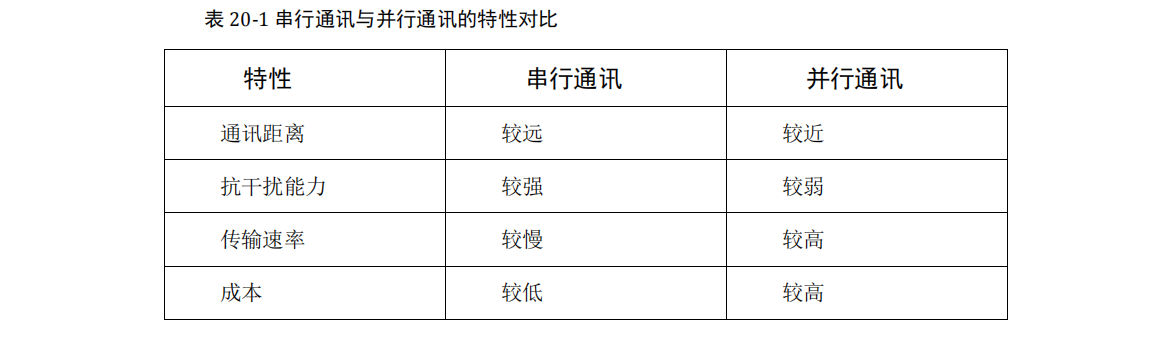 表 20-1 串行通讯与并行通讯的特性对比
特性 串行通讯 并行通讯
通讯距离 较远 较近
抗干扰能力 较强 较弱
传输速率 较慢 较高
成本 较低 较高